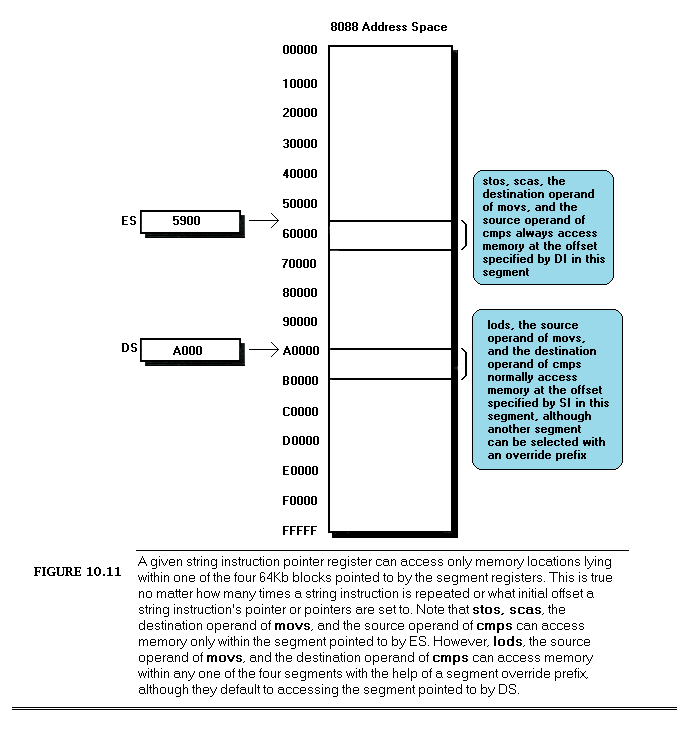 8088 Address Space
00000
10000
20000
30000
40000
50000
60000
70000
80000
90000
A0000
B0000
C0000
D0000
E0000
F0000
FFFFF
ES
5900
DS
A000
stos, scas, the
destination operand
of movs, and the
source operand of
cmps always access
memory at the offset
specified by DI in this
segment
lods, the source
operand of movs,
and the destination
operand of cmps
normally access
memory at the offset
specified by SI in this
segment, although
another segment
can be selected with
an override prefix
FIGURE 10.11
A given string instruction pointer register can access only memory locations lying
within one of the four 64Kb blocks pointed to by the segment registers. This is true
no matter how many times a string instruction is repeated or what initial offset a
string instruction's pointer or pointers are set to. Note that stos, scas, the
destination operand of movs, and the source operand of cmps can access
memory only within the segment pointed to by ES. However, lods, the source
operand of movs, and the destination operand of cmps can access memory
within any one of the four segments with the help of a segment override prefix,
although they default to accessing the segment pointed to by DS.